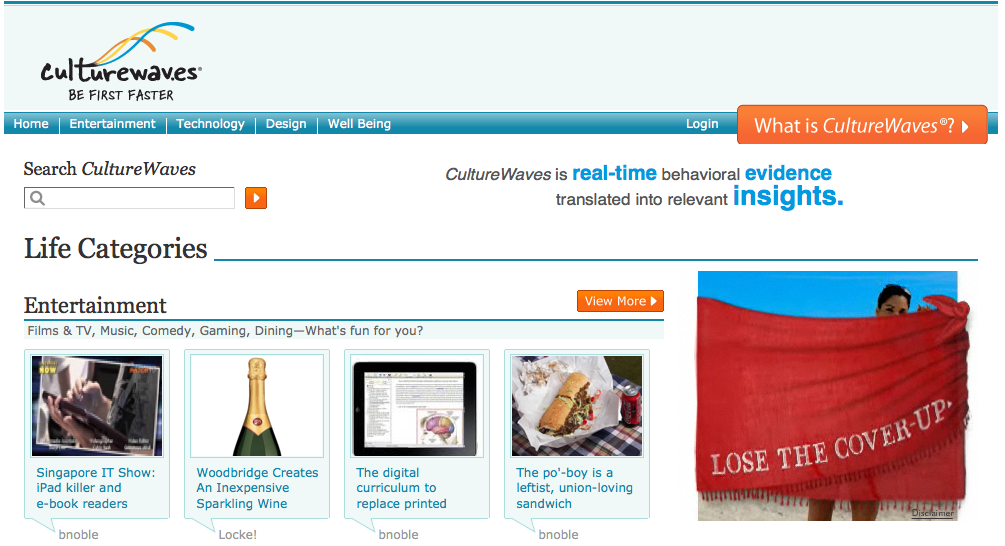 culturewav.es®
BE FIRST FASTER
Home
Entertainment
Technology
Design
Well Being
Login
What is CultureWaves®?
Search CultureWaves
CultureWaves is real-time behavioral evidence
translated into relevant insights.
Life Categories
Entertainment
View More
Films & TV, Music, Comedy, Gaming, Dining—What's fun for you?
NOW
Singapore IT Show:
iPad killer and
e-book readers
bnoble
Woodbridge Creates
An Inexpensive
Sparkling Wine
Locke!
The digital
curriculum to
replace printed
bnoble
The po'-boy is a
leftist, union-loving
sandwich
bnoble
LOSE THE COVER-UP.
Disclaimer